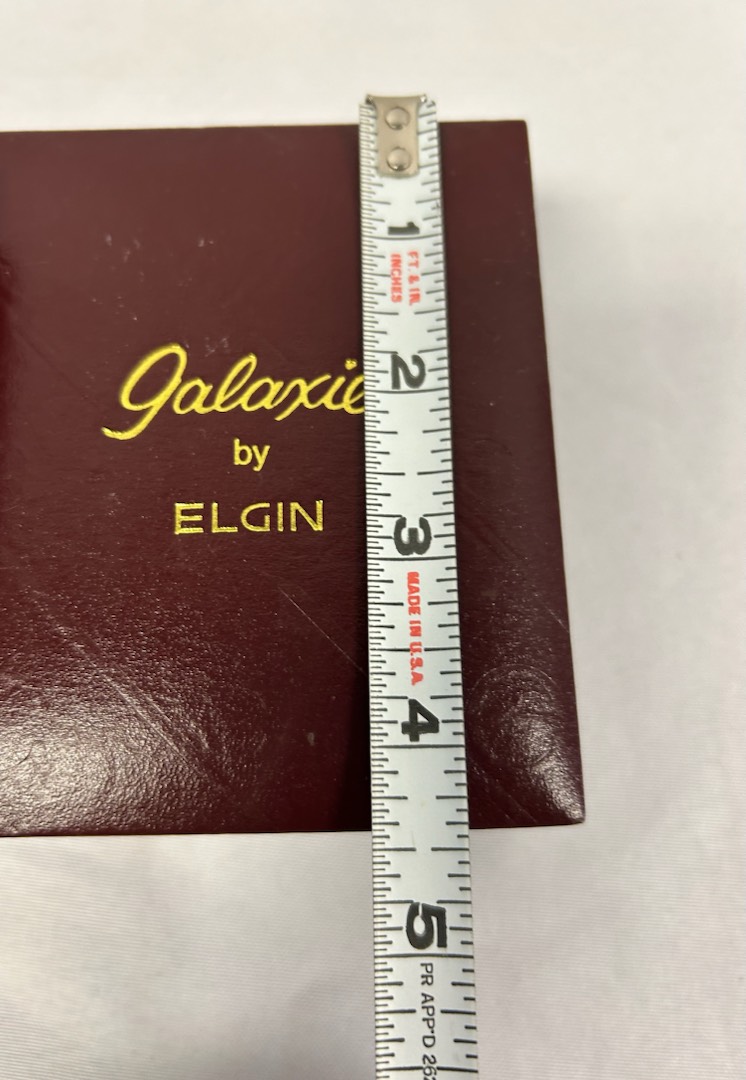 1
FT. & IN.
INCHES
2
Galaxie
by
ELGIN
3
MADE IN U.S.A.
4
5
PR APP'D